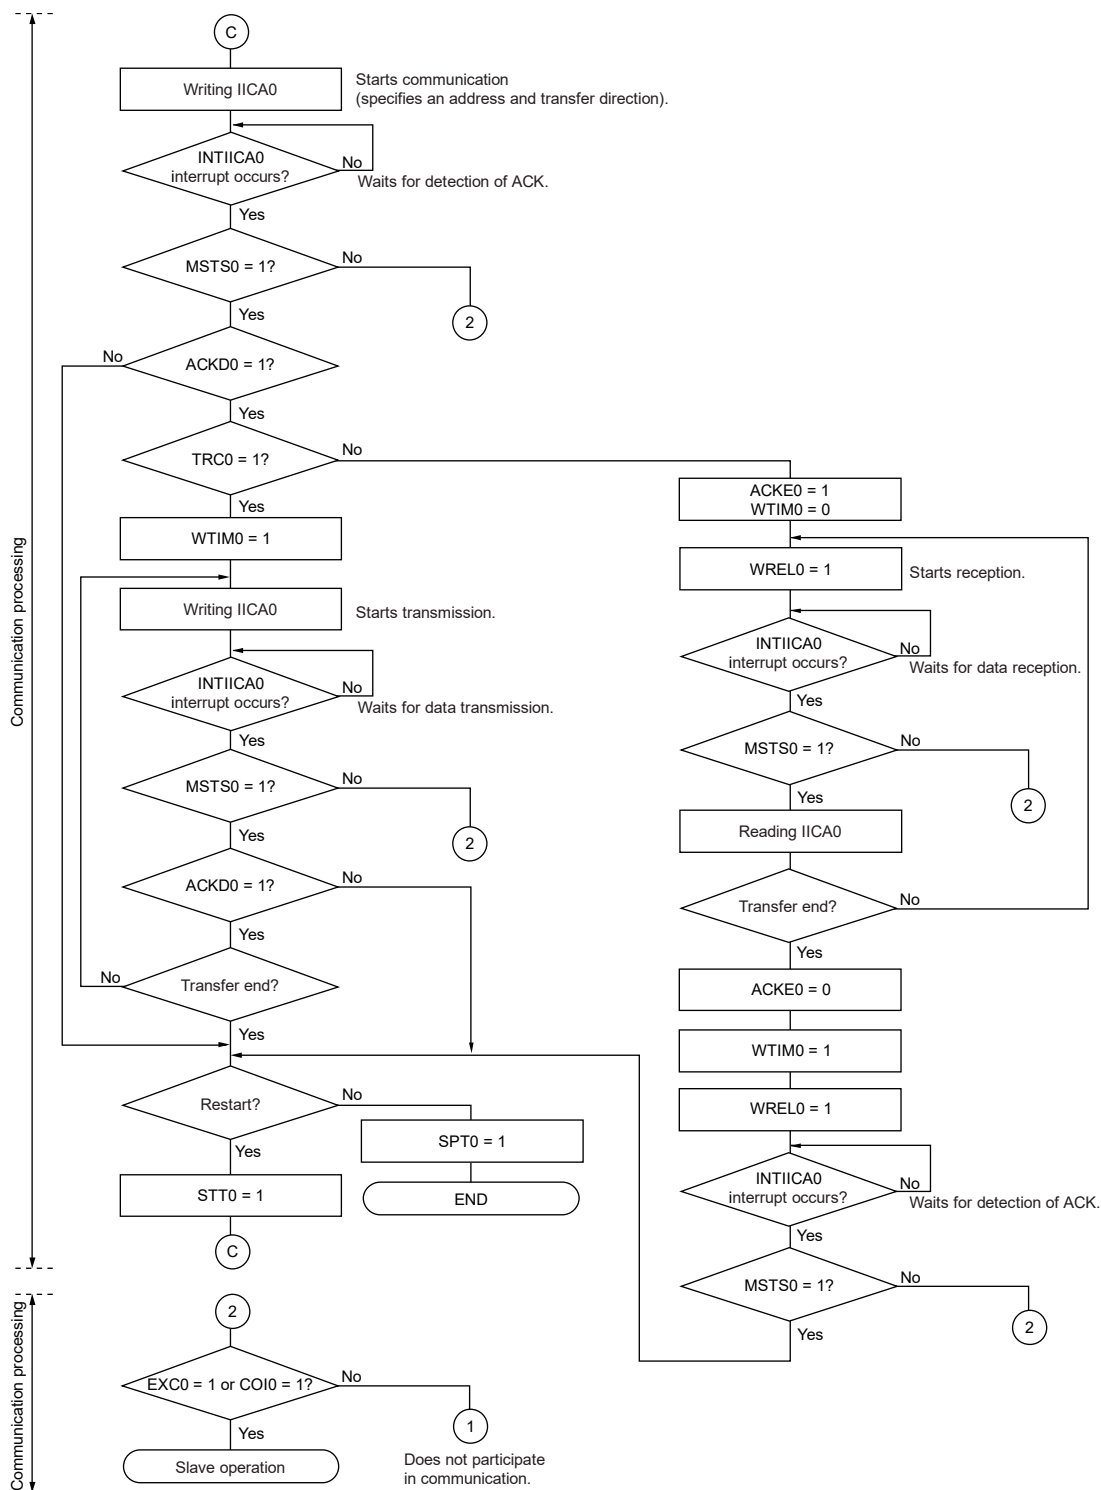 C
Writing IICA0
Starts communication
(specifies an address and transfer direction).
INTIICA0
interrupt occurs?
No
Waits for detection of ACK.
Yes
MSTS0 = 1?
No
2
Yes
ACKD0 = 1?
No
Yes
TRC0 = 1?
No
Yes
WTIM0 = 1
Writing IICA0
Starts transmission.
INTIICA0
interrupt occurs?
No
Waits for data transmission.
Yes
MSTS0 = 1?
No
2
Yes
ACKD0 = 1?
No
Yes
Transfer end?
No
Yes
Restart?
No
SPT0 = 1
END
Yes
STT0 = 1
C
ACKE0 = 1
WTIM0 = 0
WREL0 = 1
Starts reception.
INTIICA0
interrupt occurs?
No
Waits for data reception.
Yes
MSTS0 = 1?
No
2
Yes
Reading IICA0
Transfer end?
No
Yes
ACKE0 = 0
WTIM0 = 1
WREL0 = 1
INTIICA0
interrupt occurs?
No
Waits for detection of ACK.
Yes
MSTS0 = 1?
No
2
Yes
Communication processing
2
EXC0 = 1 or COI0 = 1?
No
1
Does not participate
in communication.
Yes
Slave operation
Communication processing